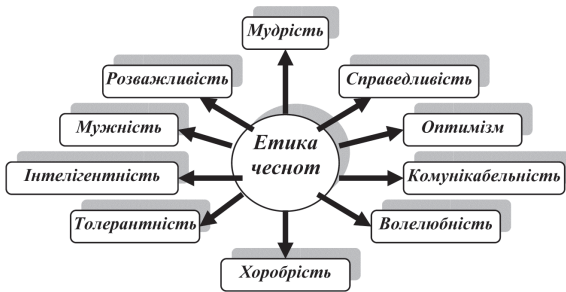 Мудрість
Розважливість
Справедливість
Мужність
Оптимізм
Етика
чеснот
Інтелігентність
Комунікабельність
Толерантність
Волелюбність
Хоробрість